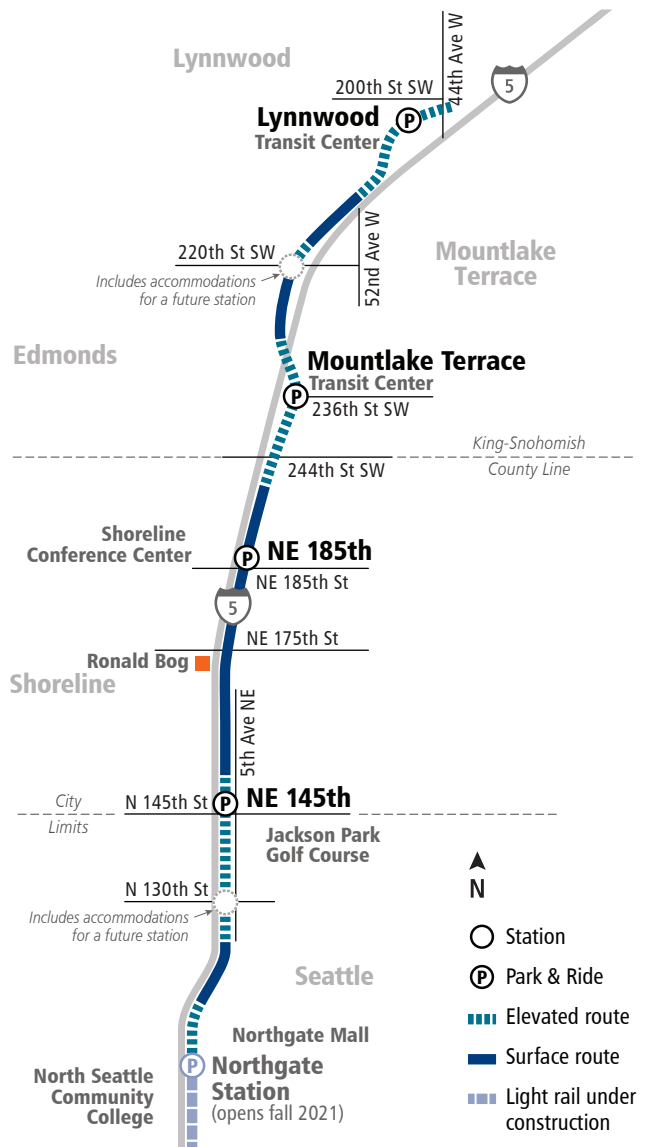 Lynnwood
200th St SW
44th Ave W
5
Lynnwood
P
Transit Center
220th St SW
52nd Ave W
Mountlake
Terrace
Includes accommodations
for a future station
Edmonds
Mountlake Terrace
Transit Center
P
236th St SW
King-Snohomish
County Line
244th St SW
Shoreline
Conference Center
P
NE 185th
NE 185th St
5
NE 175th St
Ronald Bog
Shoreline
5th Ave NE
City
Limits
N 145th St
P
NE 145th
Jackson Park
Golf Course
N 130th St
Includes accommodations
for a future station
Seattle
Northgate Mall
P
Northgate
Station
(opens fall 2021)
North Seattle
Community
College
N
Station
P
Park & Ride
Elevated route
Surface route
Light rail under
construction